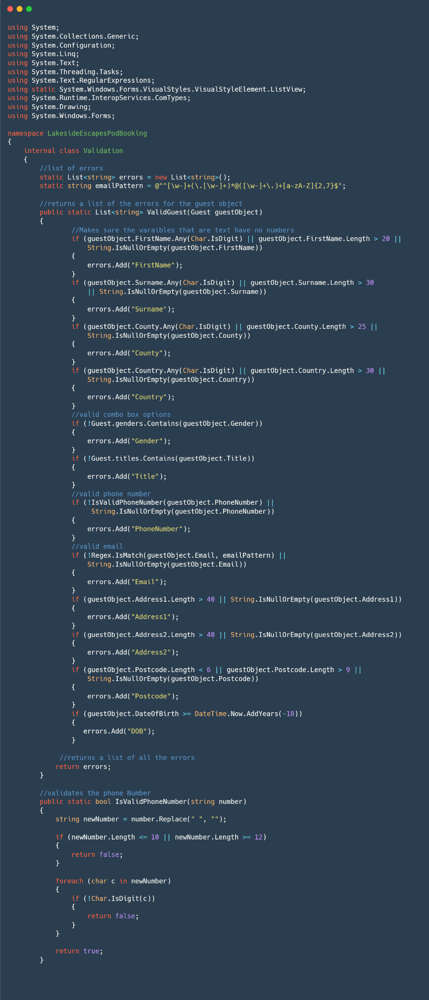 using System;
using System.Collections.Generic;
using System.Configuration;
using System.Linq;
using System.Text;
using System.Threading.Tasks;
using System.Text.RegularExpressions;
using static System.Windows.Forms.VisualStyles.VisualStyleElement.ListView;
using System.Runtime.InteropServices.ComTypes;
using System.Drawing;
using System.Windows.Forms;

namespace LakesideEscapesPodBooking
{
    internal class Validation
    {
        //list of errors
        static List<string> errors = new List<string>();
        static string emailPattern = @"^[\w-]+(\.[\w-]+)*@([\w-]+\.)+[a-zA-Z]{2,7}$";

        //returns a list of the errors for the guest object
        public static List<string> ValidGuest(Guest guestObject)
        {
                //Makes sure the varaibles that are text have no numbers
                if (guestObject.FirstName.Any(Char.IsDigit) || guestObject.FirstName.Length > 20 ||
                    String.IsNullOrEmpty(guestObject.FirstName))
                {
                    errors.Add("FirstName");
                }
                if (guestObject.Surname.Any(Char.IsDigit) || guestObject.Surname.Length > 30
                    || String.IsNullOrEmpty(guestObject.Surname))
                {
                    errors.Add("Surname");
                }
                if (guestObject.County.Any(Char.IsDigit) || guestObject.County.Length > 25 ||
                    String.IsNullOrEmpty(guestObject.County))
                {
                    errors.Add("County");
                }
                if (guestObject.Country.Any(Char.IsDigit) || guestObject.Country.Length > 30 ||
                    String.IsNullOrEmpty(guestObject.Country))
                {
                    errors.Add("Country");
                }
                //valid combo box options
                if (!Guest.genders.Contains(guestObject.Gender))
                {
                    errors.Add("Gender");
                }
                if (!Guest.titles.Contains(guestObject.Title))
                {
                    errors.Add("Title");
                }
                //valid phone number
                if (!IsValidPhoneNumber(guestObject.PhoneNumber) ||
                     String.IsNullOrEmpty(guestObject.PhoneNumber))
                {
                    errors.Add("PhoneNumber");
                }
                //valid email
                if (!Regex.IsMatch(guestObject.Email, emailPattern) ||
                    String.IsNullOrEmpty(guestObject.Email))
                {
                    errors.Add("Email");
                }
                if (guestObject.Address1.Length > 40 || String.IsNullOrEmpty(guestObject.Address1))
                {
                    errors.Add("Address1");
                }
                if (guestObject.Address2.Length > 40 || String.IsNullOrEmpty(guestObject.Address2))
                {
                    errors.Add("Address2");
                }
                if (guestObject.Postcode.Length < 6 || guestObject.Postcode.Length > 9 ||
                    String.IsNullOrEmpty(guestObject.Postcode))
                {
                    errors.Add("Postcode");
                }
                if (guestObject.DateOfBirth >= DateTime.Now.AddYears(-18))
                {
                   errors.Add("DOB");
                }

             //returns a list of all the errors
            return errors;
        }

        //validates the phone Number
        public static bool IsValidPhoneNumber(string number)
        {
            string newNumber = number.Replace(" ", "");

            if (newNumber.Length <= 10 || newNumber.Length >= 12)
            {
                return false;
            }

            foreach (char c in newNumber)
            {
                if (!Char.IsDigit(c))
                {
                    return false;
                }
            }

            return true;
        }